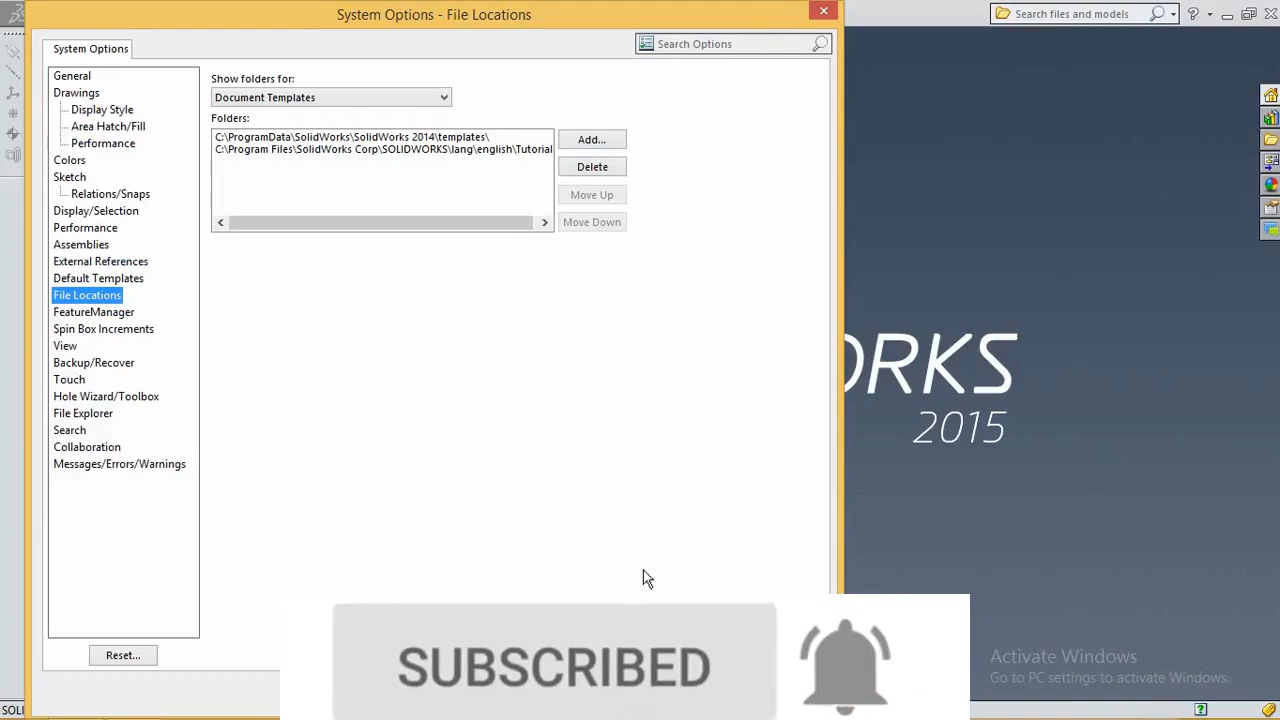 System Options - File Locations
Search files and models
System Options
Search Options
General
Drawings
Display Style
Area Hatch/Fill
Performance
Colors
Sketch
Relations/Snaps
Display/Selection
Performance
Assemblies
External References
Default Templates
File Locations
FeatureManager
Spin Box Increments
View
Backup/Recover
Touch
Hole Wizard/Toolbox
File Explorer
Search
Collaboration
Messages/Errors/Warnings
Reset...
Show folders for:
Document Templates
Folders:
C:\ProgramData\SolidWorks\SolidWorks 2014\templates\
C:\Program Files\SolidWorks Corp\SOLIDWORKS\lang\english\Tutorial
Add...
Delete
Move Up
Move Down
ORKS
2015
SUBSCRIBED
Activate Windows
Go to PC settings to activate Windows.
SOLI